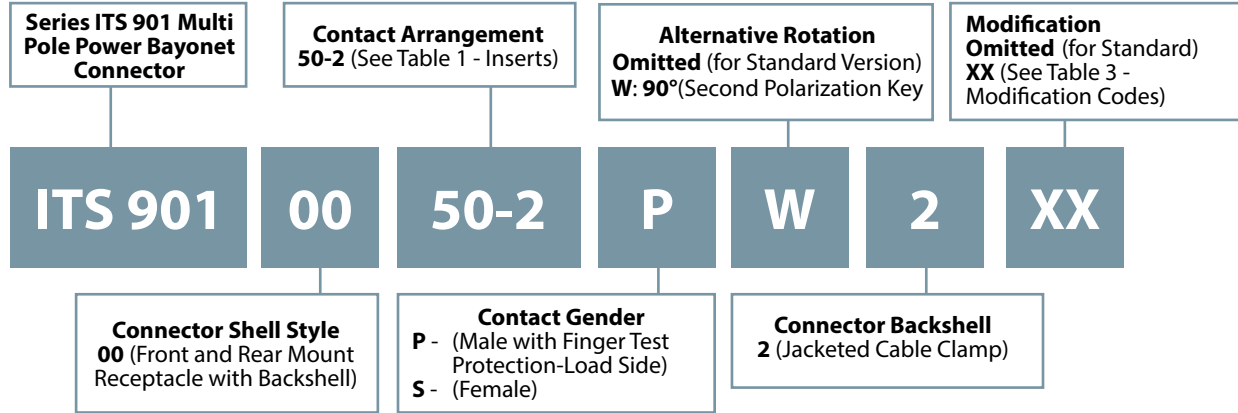 Series ITS 901 Multi
Pole Power Bayonet
Connector
Contact Arrangement
50-2 (See Table 1 - Inserts)
Alternative Rotation
Omitted (for Standard Version)
W: 90°(Second Polarization Key
Modification
Omitted (for Standard)
XX (See Table 3 -
Modification Codes)
ITS 901
00
50-2
P
W
2
XX
Connector Shell Style
00 (Front and Rear Mount
Receptacle with Backshell)
Contact Gender
P - (Male with Finger Test
Protection-Load Side)
S - (Female)
Connector Backshell
2 (Jacketed Cable Clamp)